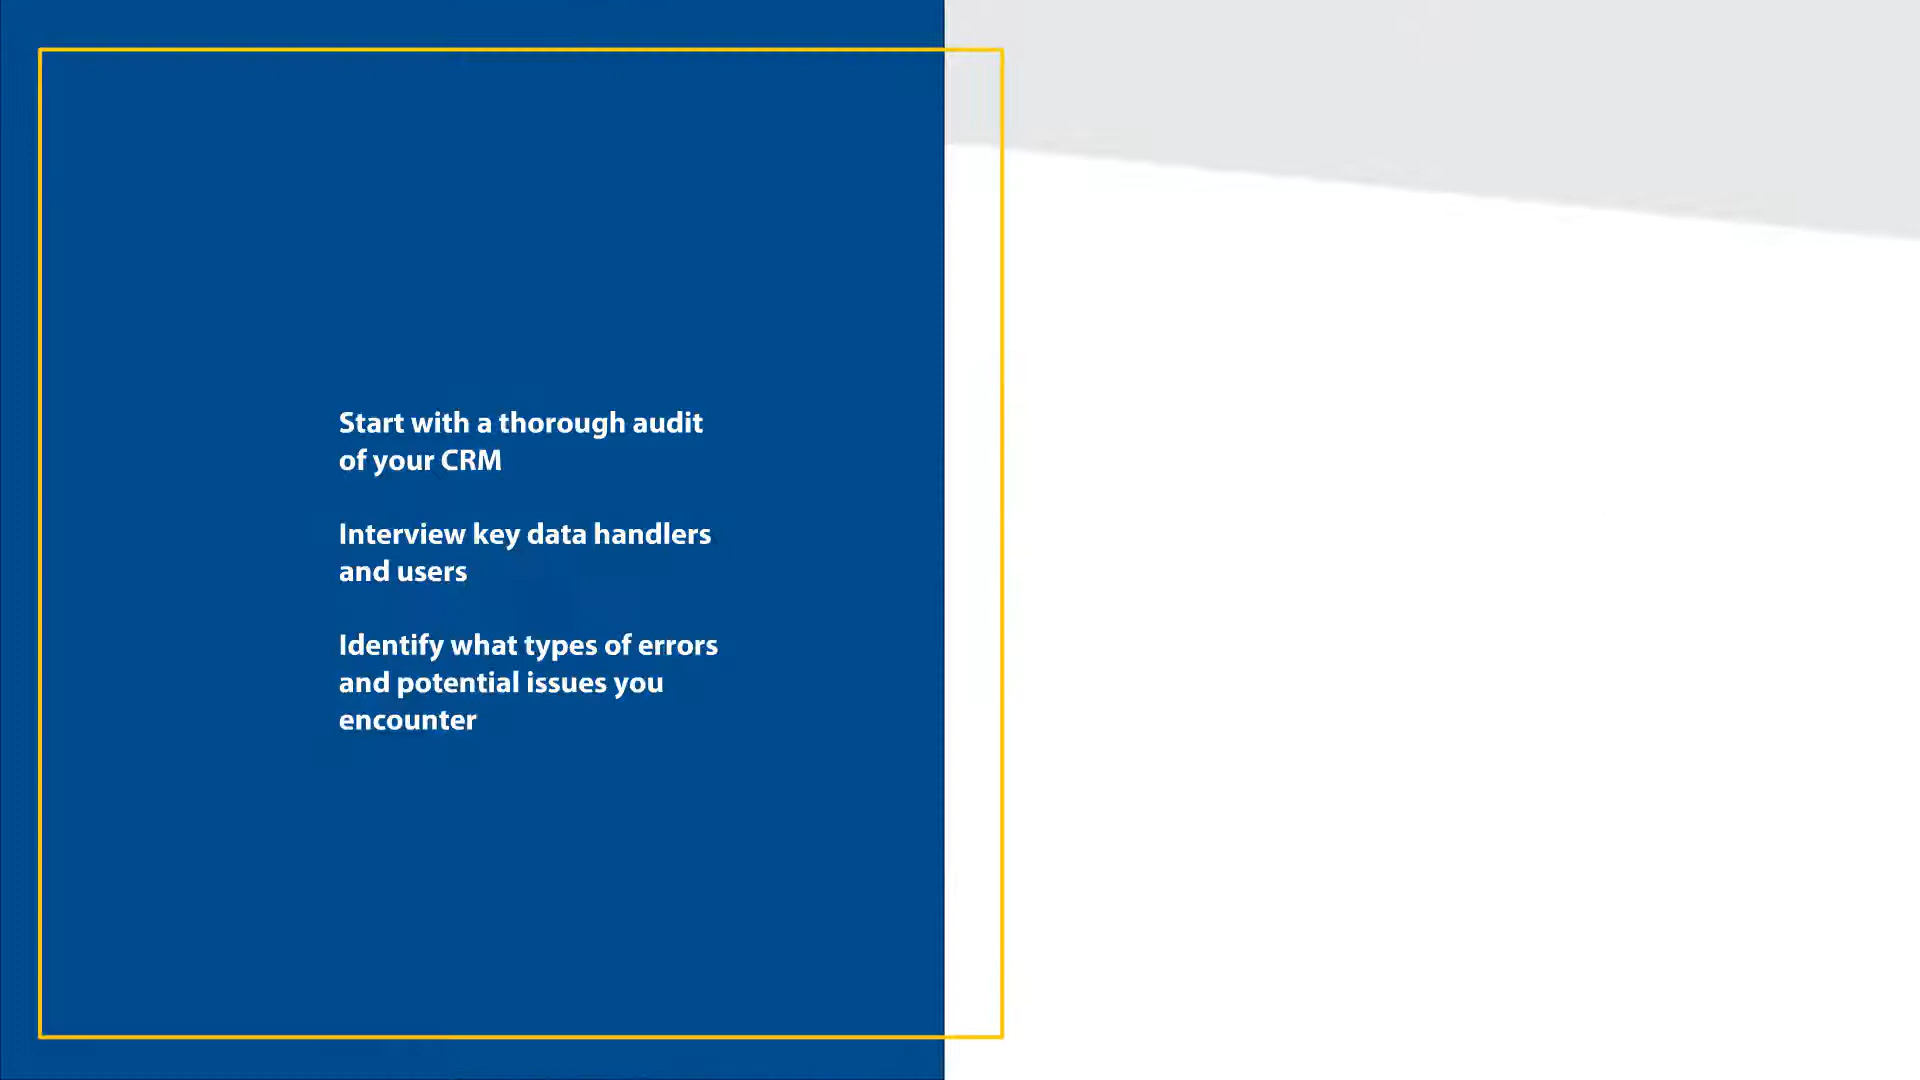 Start with a thorough audit
of your CRM
Interview key data handlers
and users
Identify what types of errors
and potential issues you
encounter